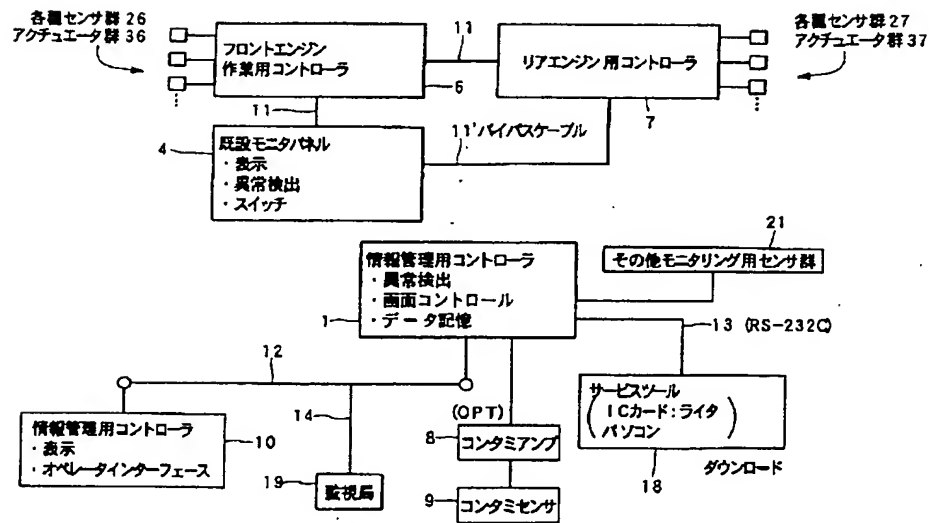 各種センサ群26
アクチュエータ群36
フロントエンジン
作業用コントローラ
6
11
リアエンジン用コントローラ
7
各種センサ群27
アクチュエータ群37
11
11'バイパスケーブル
4
既設モニタパネル
・表示
・異常検出
・スイッチ
21
その他モニタリング用センサ群
情報管理用コントローラ
・異常検出
・画面コントロール
・データ記憶
1
13 (RS-232C)
12
14
(OPT)
サービスツール
(ICカード:ライタ
パソコン)
18
ダウンロード
情報管理用コントローラ
・表示
・オペレータインターフェース
10
19
監視局
8
コンタミアンプ
9
コンタミセンサ